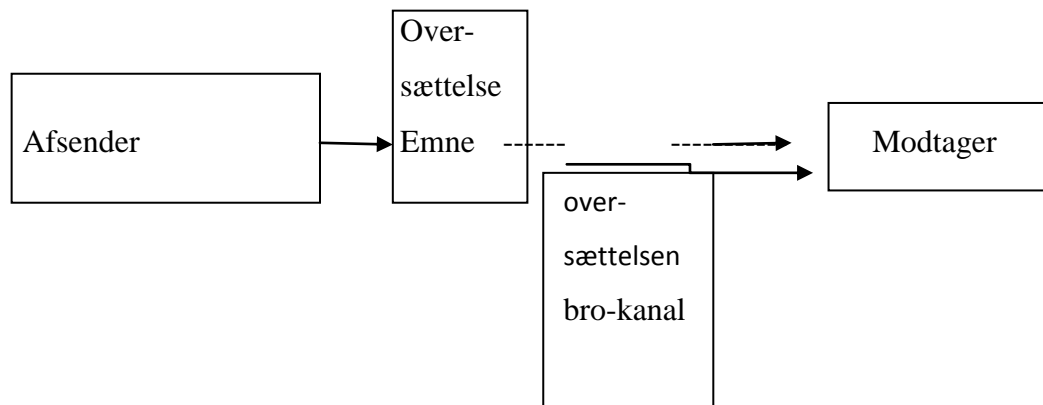 Afsender
Over-
sættelse
Emne
over-
sættelsen
bro-kanal
Modtager